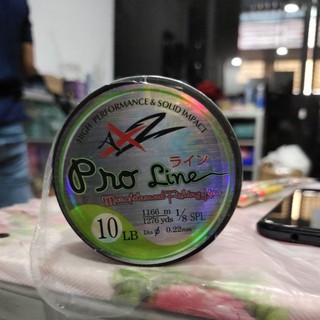 HIGH PERFORMANCE & SOLID IMPACT
AXZ
ライン
Pro Line
Monofilament Fishing Line
10 LB
1166 m
1276 yds
1/8 SPL
Dia ϕ 0.22mm